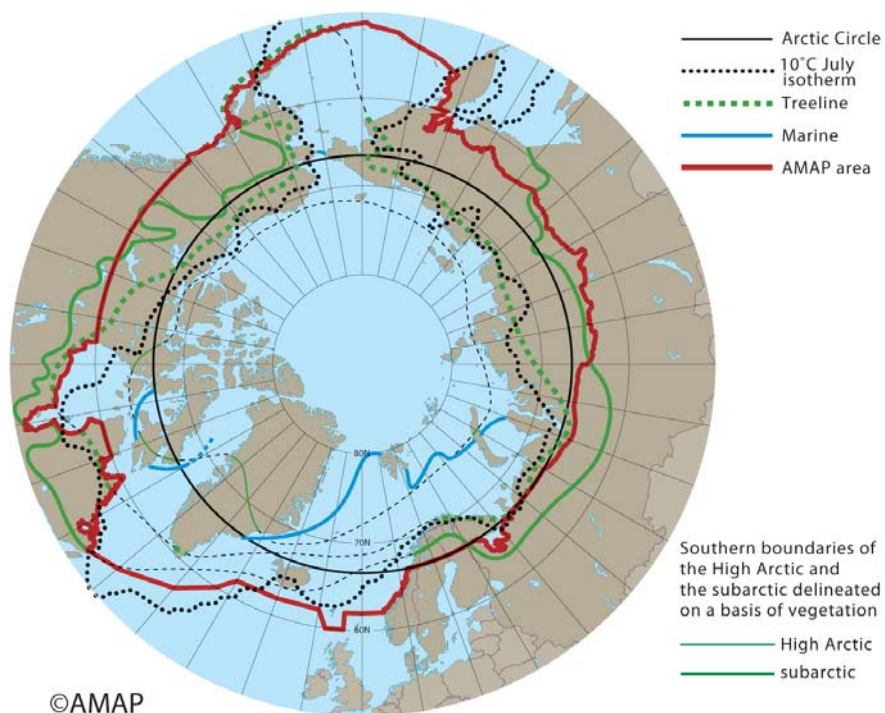 Arctic Circle
10°C July
isotherm
Treeline
Marine
AMAP area
80N
70N
60N
Southern boundaries of
the High Arctic and
the subarctic delineated
on a basis of vegetation
High Arctic
subarctic
©AMAP